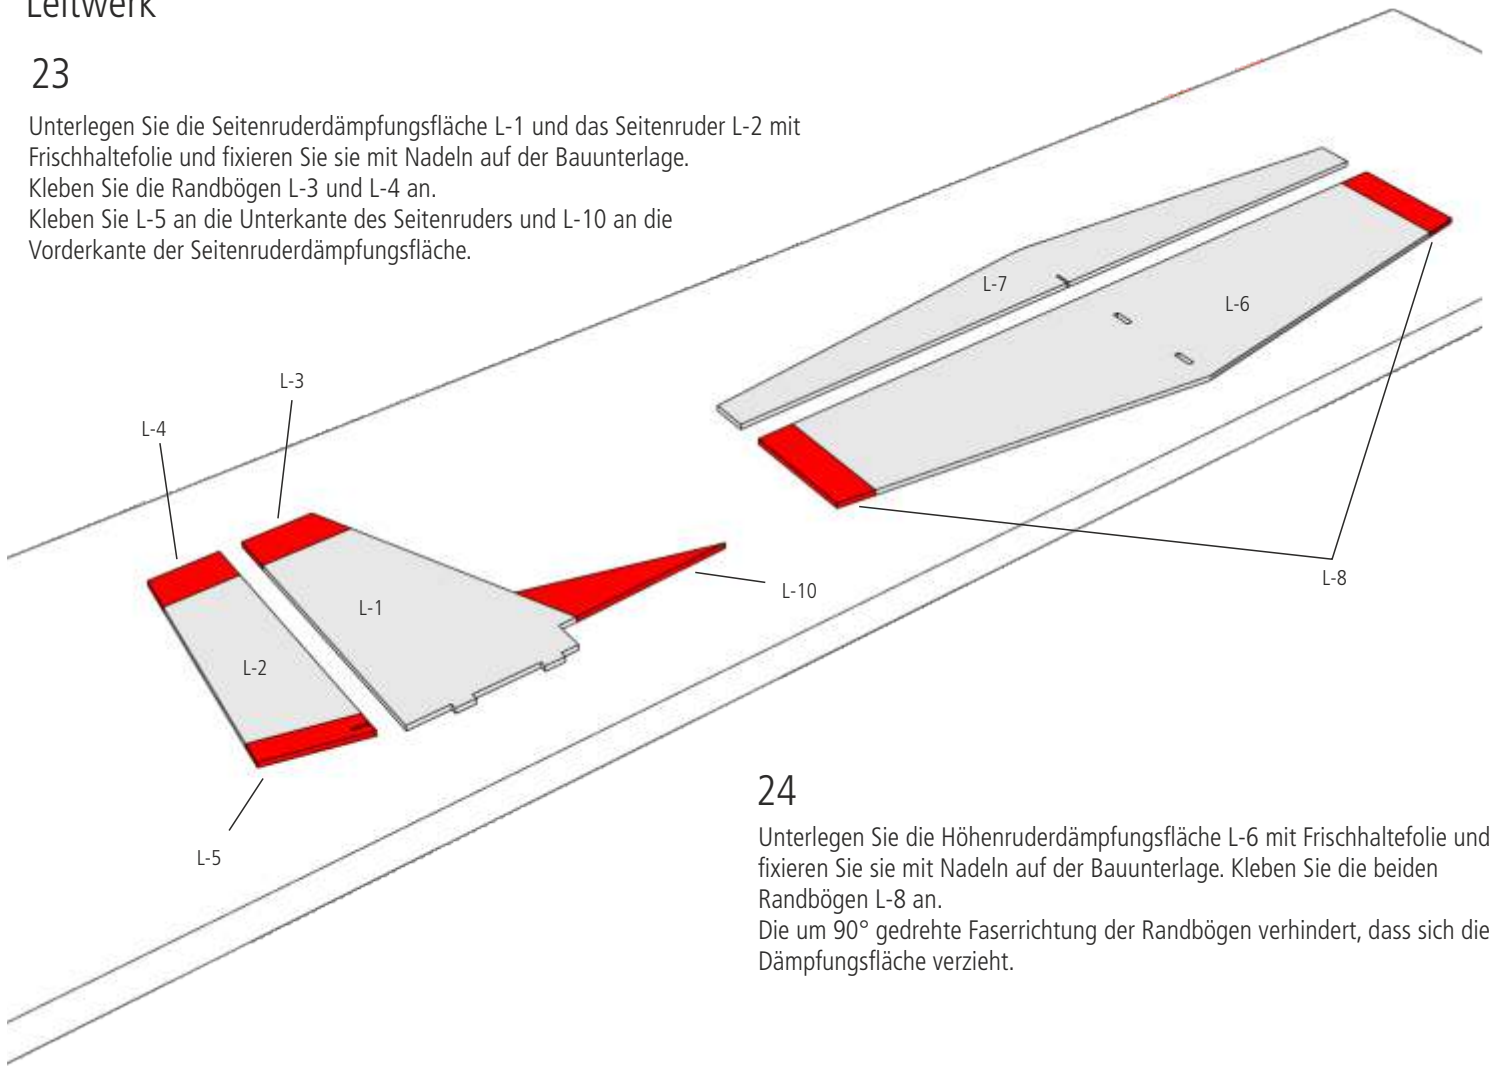 Leitwerk
23
Unterlegen Sie die Seitenruderdämpfungsfläche L-1 und das Seitenruder L-2 mit
Frischhaltefolie und fixieren Sie sie mit Nadeln auf der Bauunterlage.
Kleben Sie die Randbögen L-3 und L-4 an.
Kleben Sie L-5 an die Unterkante des Seitenruders und L-10 an die
Vorderkante der Seitenruderdämpfungsfläche.
L-7
L-6
L-3
L-4
L-8
L-10
L-1
L-2
L-5
24
Unterlegen Sie die Höhenruderdämpfungsfläche L-6 mit Frischhaltefolie und
fixieren Sie sie mit Nadeln auf der Bauunterlage. Kleben Sie die beiden
Randbögen L-8 an.
Die um 90° gedrehte Faserrichtung der Randbögen verhindert, dass sich die
Dämpfungsfläche verzieht.